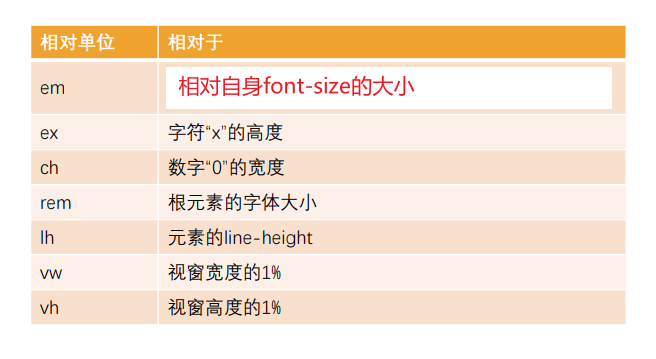 相对单位 相对于
em 相对自身font-size的大小
ex 字符“x”的高度
ch 数字“0”的宽度
rem 根元素的字体大小
lh 元素的line-height
vw 视窗宽度的1%
vh 视窗高度的1%